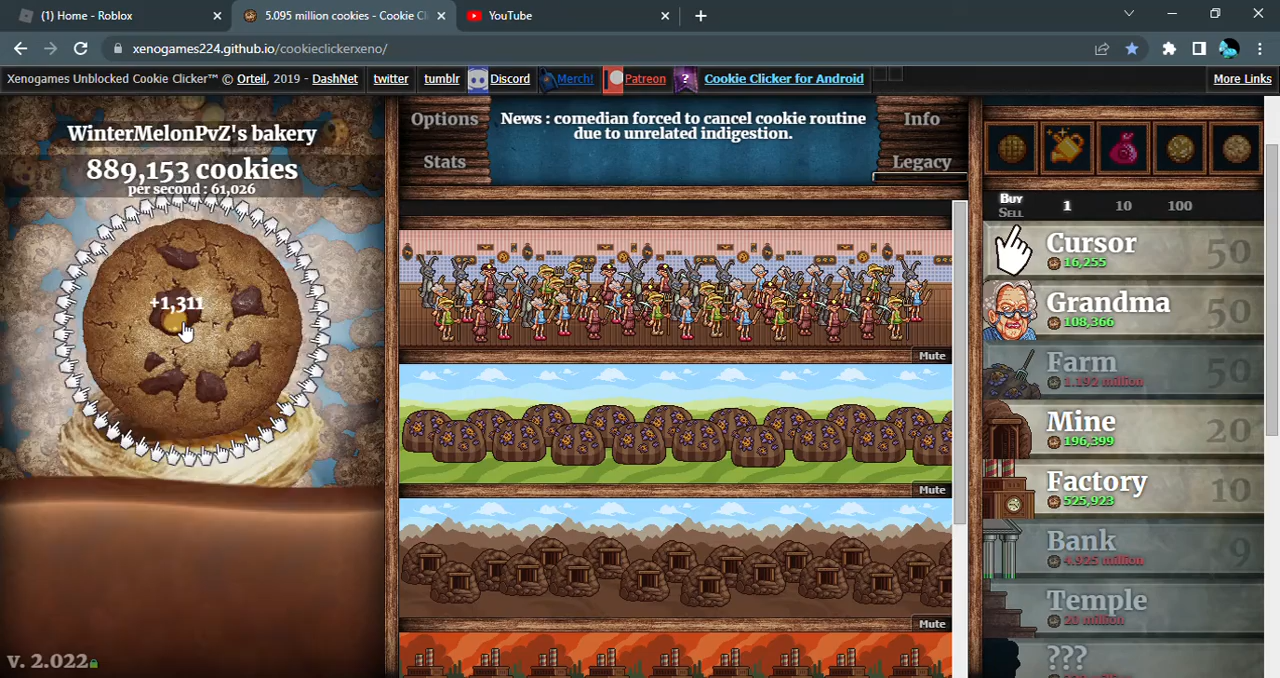 (1) Home - Roblox
5.095 million cookies - Cookie Cl
YouTube
xenogames224.github.io/cookieclickerxeno/
Xenogames Unblocked Cookie Clicker™ © Orteil, 2019 - DashNet
twitter
tumblr
Discord
Merch!
Patreon
?
Cookie Clicker for Android
More Links
WinterMelonPvZ's bakery
889,153 cookies
per second : 61,026
+1,311
v. 2.022
Options
Stats
News : comedian forced to cancel cookie routine
due to unrelated indigestion.
Info
Legacy
Mute
Mute
Mute
Buy
Sell
1
10
100
Cursor
16,255
50
Grandma
108,366
50
Farm
1.192 million
50
Mine
196,399
20
Factory
525,923
10
Bank
4.925 million
9
Temple
20 million
???